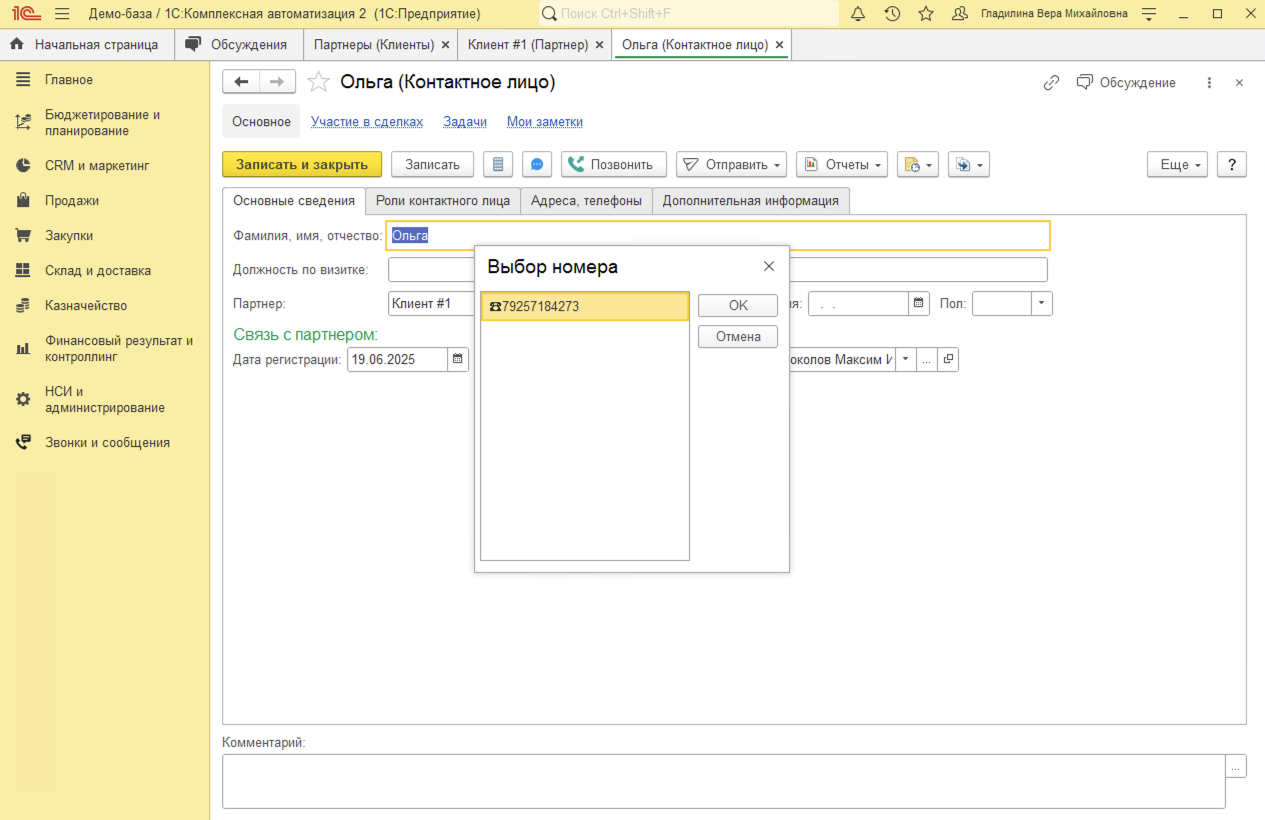 1С Демо-база / 1С:Комплексная автоматизация 2 (1С:Предприятие) Поиск Ctrl+Shift+F Гладилина Вера Михайловна
Начальная страница Обсуждения Партнеры (Клиенты) × Клиент #1 (Партнер) × Ольга (Контактное лицо) ×
Главное
Бюджетирование и
планирование
CRM и маркетинг
Продажи
Закупки
Склад и доставка
Казначейство
Финансовый результат и
контроллинг
НСИ и
администрирование
Звонки и сообщения
Ольга (Контактное лицо) Обсуждение
Основное Участие в сделках Задачи Мои заметки
Записать и закрыть Записать Позвонить Отправить Отчеты Еще ?
Основные сведения Роли контактного лица Адреса, телефоны Дополнительная информация
Фамилия, имя, отчество: Ольга
Должность по визитке:
Партнер: Клиент #1 . . Пол:
Связь с партнером:
Дата регистрации: 19.06.2025 Максим ...
Выбор номера
☎79257184273
OK
Отмена
Комментарий:
...